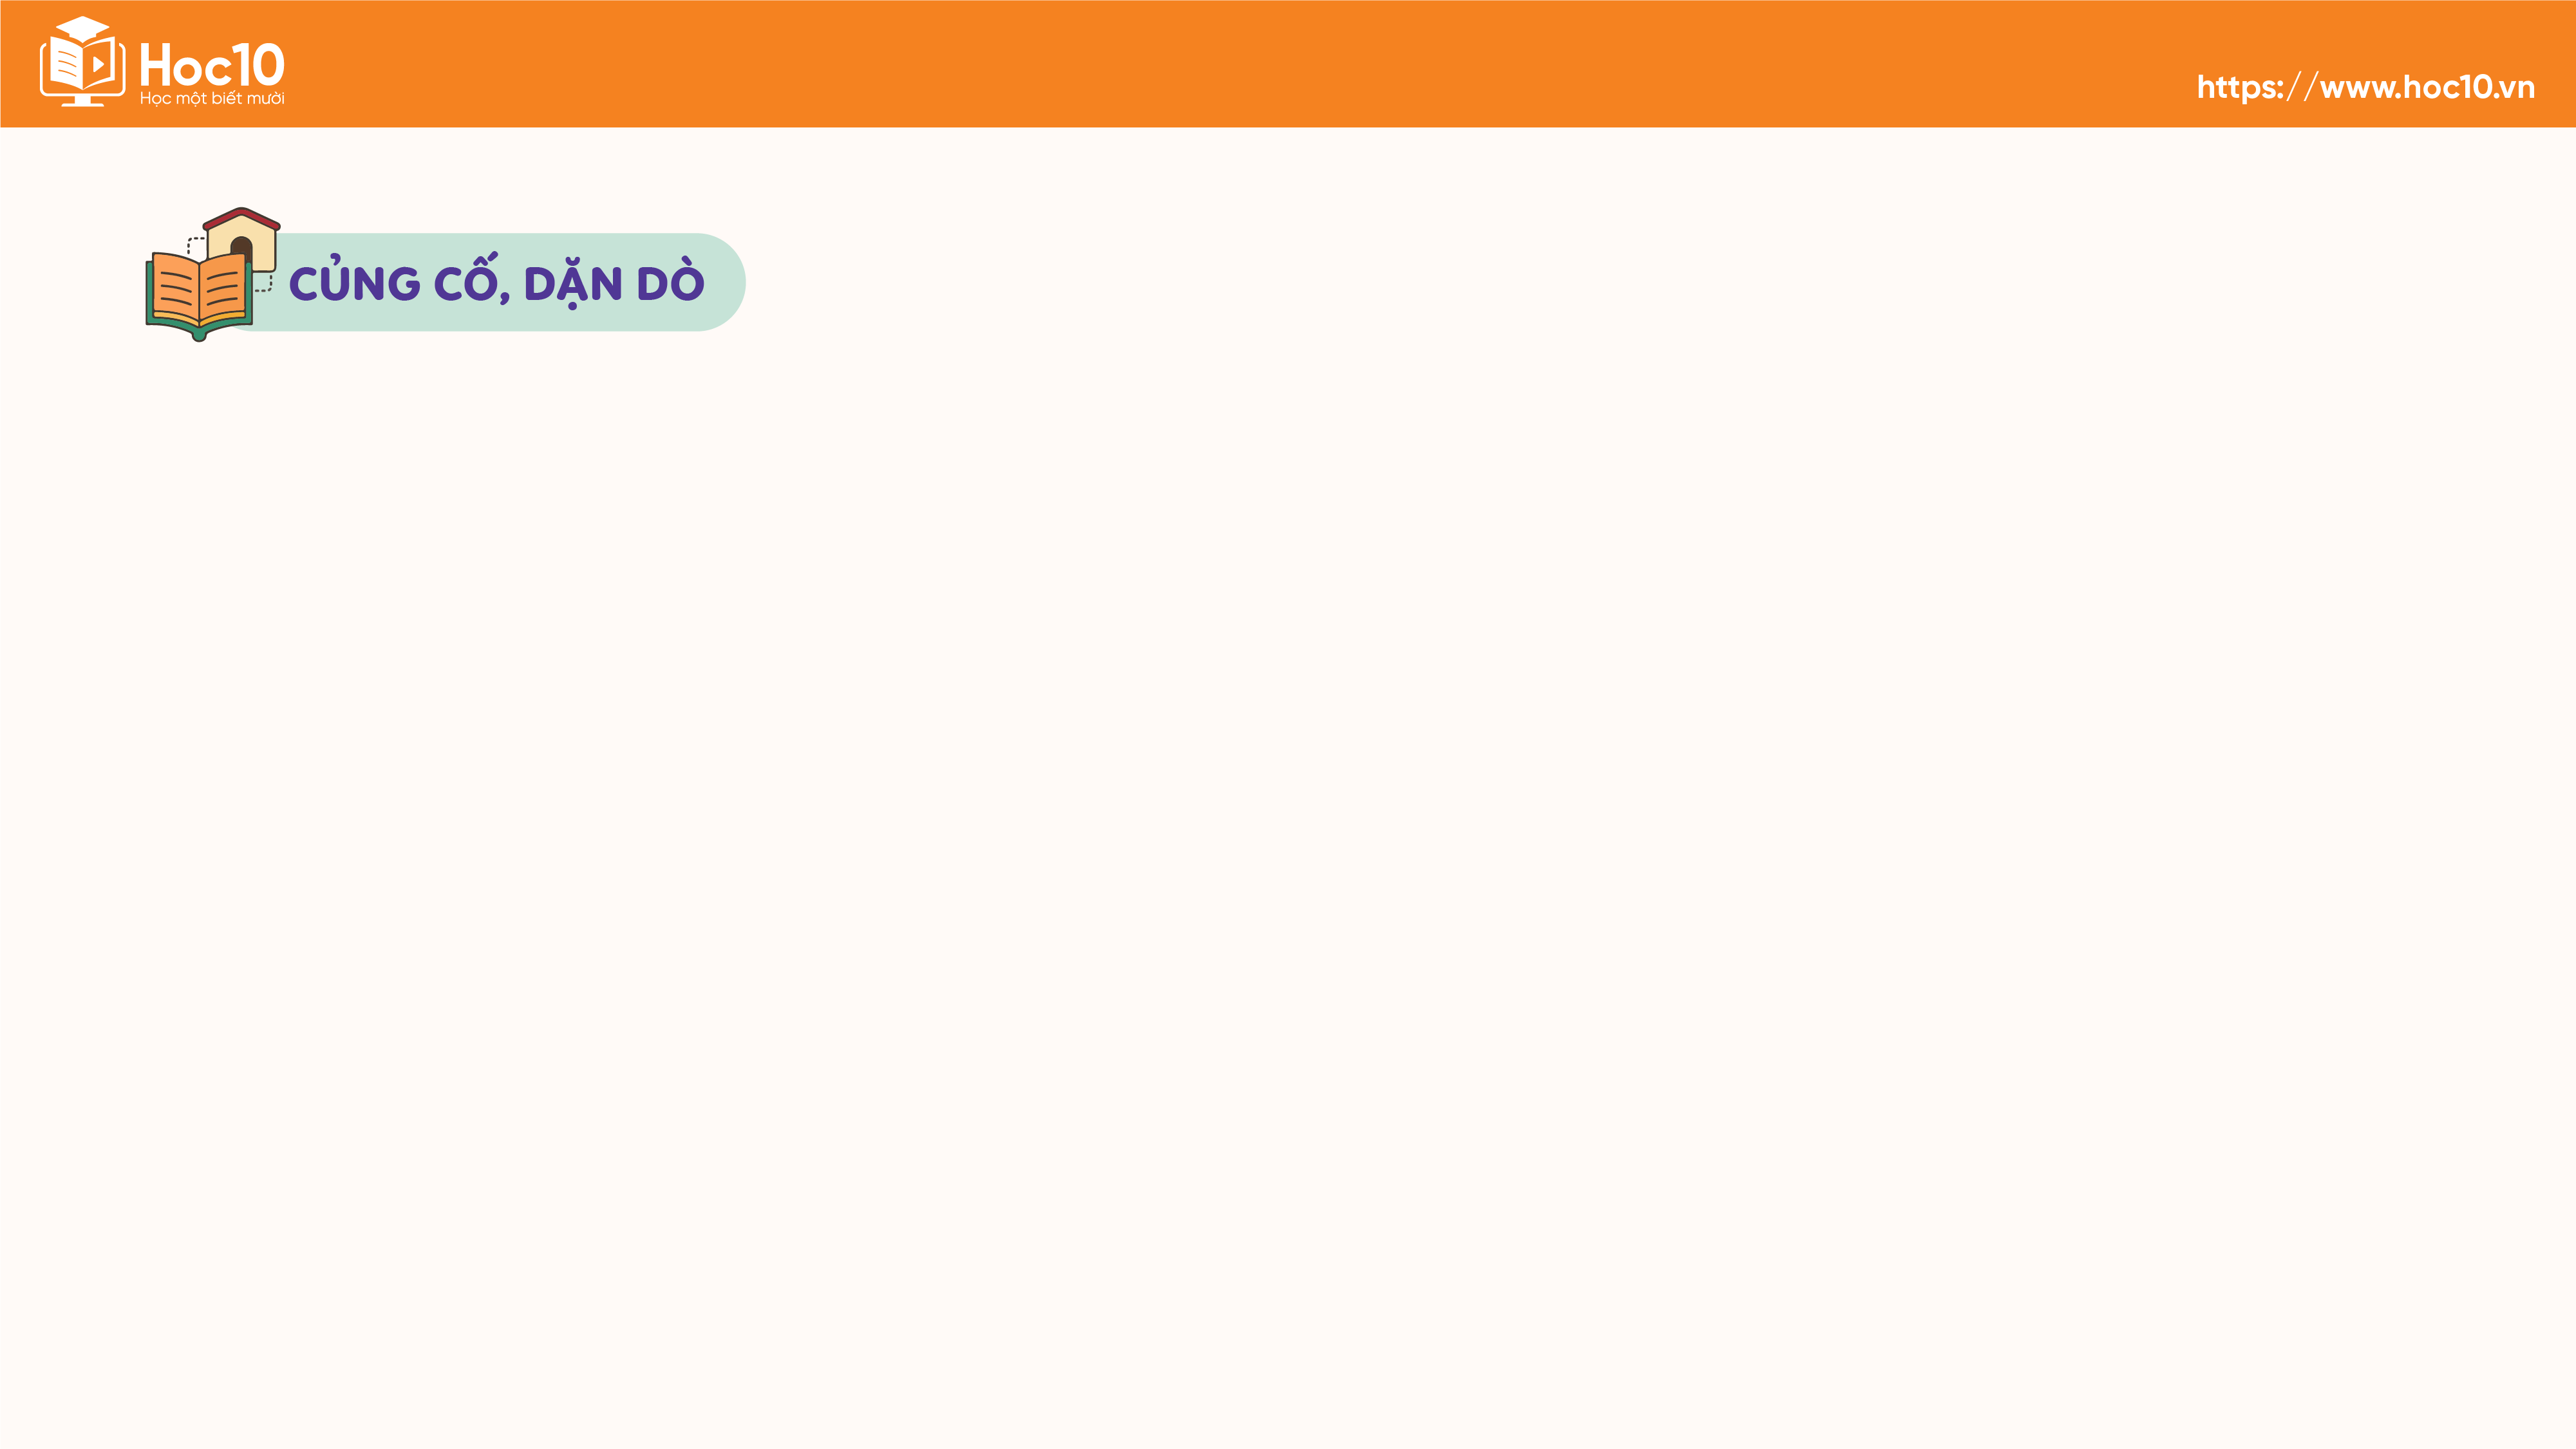 Hoc10
Học một biết mười
https://www.hoc10.vn
CỦNG CỐ, DẶN DÒ